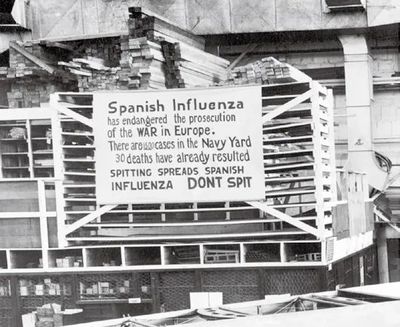 Spanish Influenza
has endangered the prosecution
of the WAR in Europe.
There are cases in the Navy Yard
30 deaths have already resulted
SPITTING SPREADS SPANISH
INFLUENZA DONT SPIT